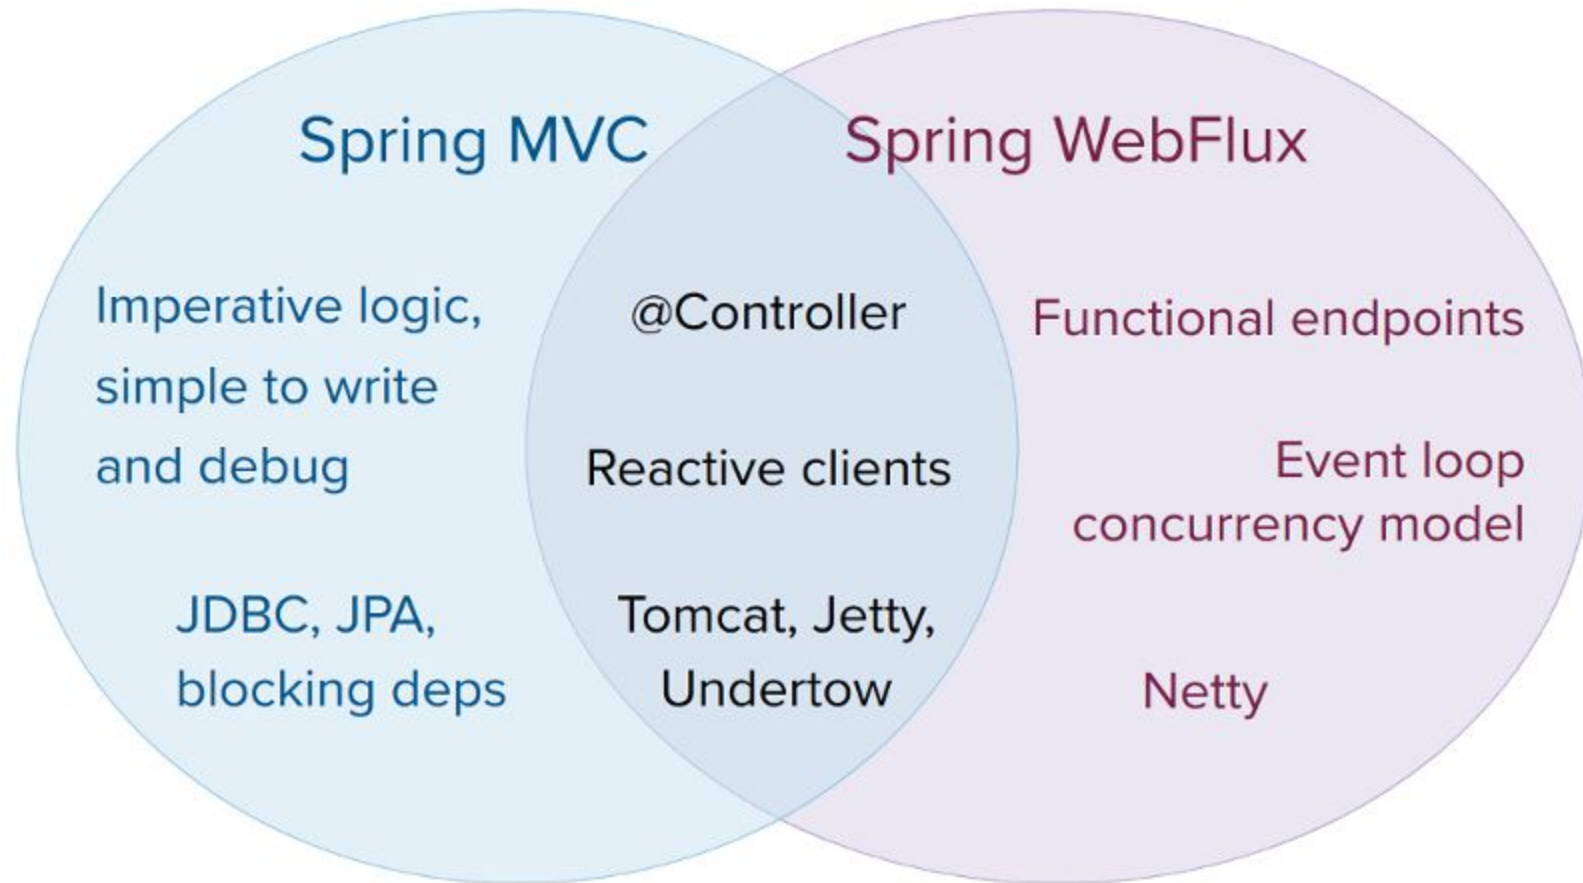 Spring MVC
Imperative logic,
simple to write
and debug
JDBC, JPA,
blocking deps
@Controller
Reactive clients
Tomcat, Jetty,
Undertow
Spring WebFlux
Functional endpoints
Event loop
concurrency model
Netty